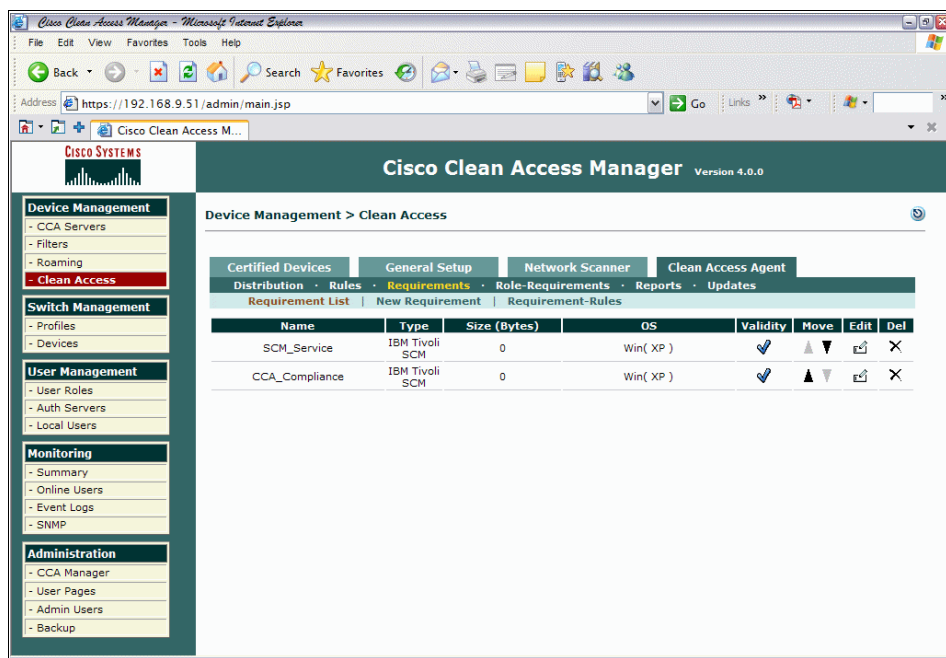 Cisco Clean Access Manager - Microsoft Internet Explorer
File Edit View Favorites Tools Help
Back Search Favorites
Address https://192.168.9.51/admin/main.jsp Go Links »
Cisco Clean Access M...
CISCO SYSTEMS
Cisco Clean Access Manager Version 4.0.0
Device Management
- CCA Servers
- Filters
- Roaming
- Clean Access
Switch Management
- Profiles
- Devices
User Management
- User Roles
- Auth Servers
- Local Users
Monitoring
- Summary
- Online Users
- Event Logs
- SNMP
Administration
- CCA Manager
- User Pages
- Admin Users
- Backup
Device Management > Clean Access
Certified Devices General Setup Network Scanner Clean Access Agent
Distribution · Rules · Requirements · Role-Requirements · Reports · Updates
Requirement List | New Requirement | Requirement-Rules
Name Type Size (Bytes) OS Validity Move Edit Del
SCM_Service IBM Tivoli SCM 0 Win( XP )
CCA_Compliance IBM Tivoli SCM 0 Win( XP )